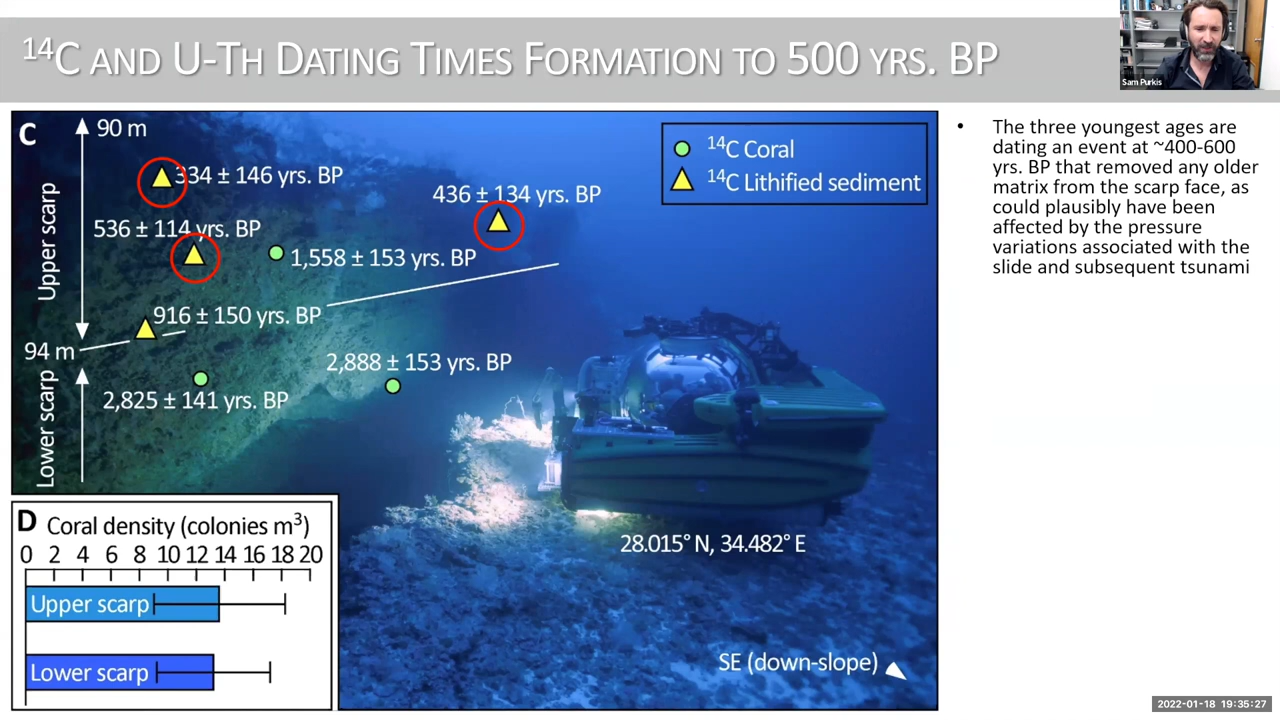 ¹⁴C AND U-TH DATING TIMES FORMATION TO 500 YRS. BP
Sam Purkis
C
90 m
334 ± 146 yrs. BP
436 ± 134 yrs. BP
536 ± 114 yrs. BP
1,558 ± 153 yrs. BP
916 ± 150 yrs. BP
Upper scarp
94 m
2,888 ± 153 yrs. BP
2,825 ± 141 yrs. BP
Lower scarp
¹⁴C Coral
¹⁴C Lithified sediment
28.015° N, 34.482° E
SE (down-slope)
D Coral density (colonies m³)
0 2 4 6 8 10 12 14 16 18 20
Upper scarp
Lower scarp
• The three youngest ages are
dating an event at ~400-600
yrs. BP that removed any older
matrix from the scarp face, as
could plausibly have been
affected by the pressure
variations associated with the
slide and subsequent tsunami
2022-01-18 19:35:27